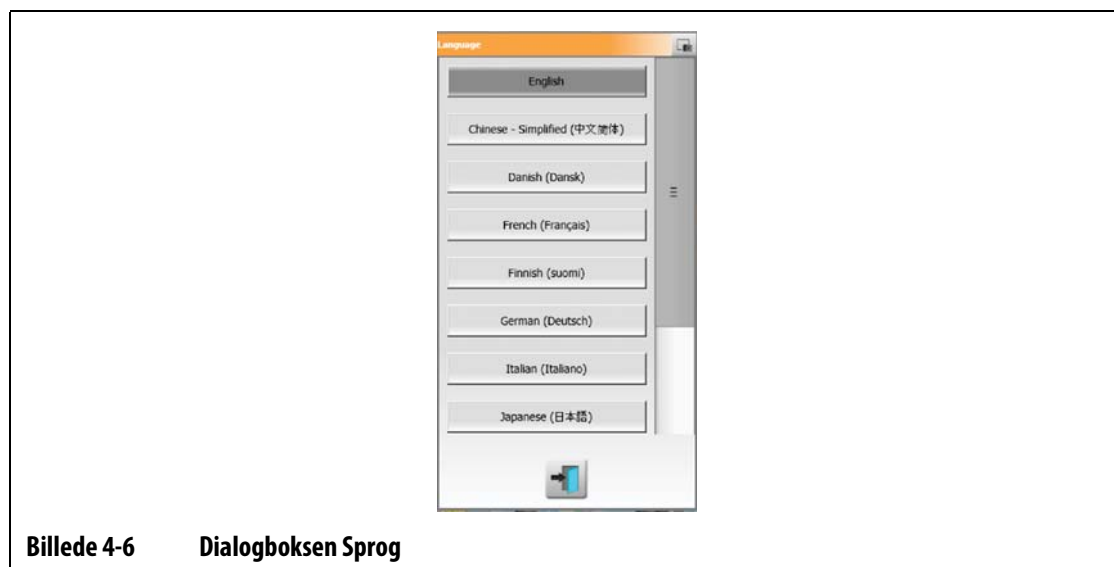 Language
English
Chinese - Simplified (中文简体)
Danish (Dansk)
French (Français)
Finnish (suomi)
German (Deutsch)
Italian (Italiano)
Japanese (日本語)
Billede 4-6 Dialogboksen Sprog